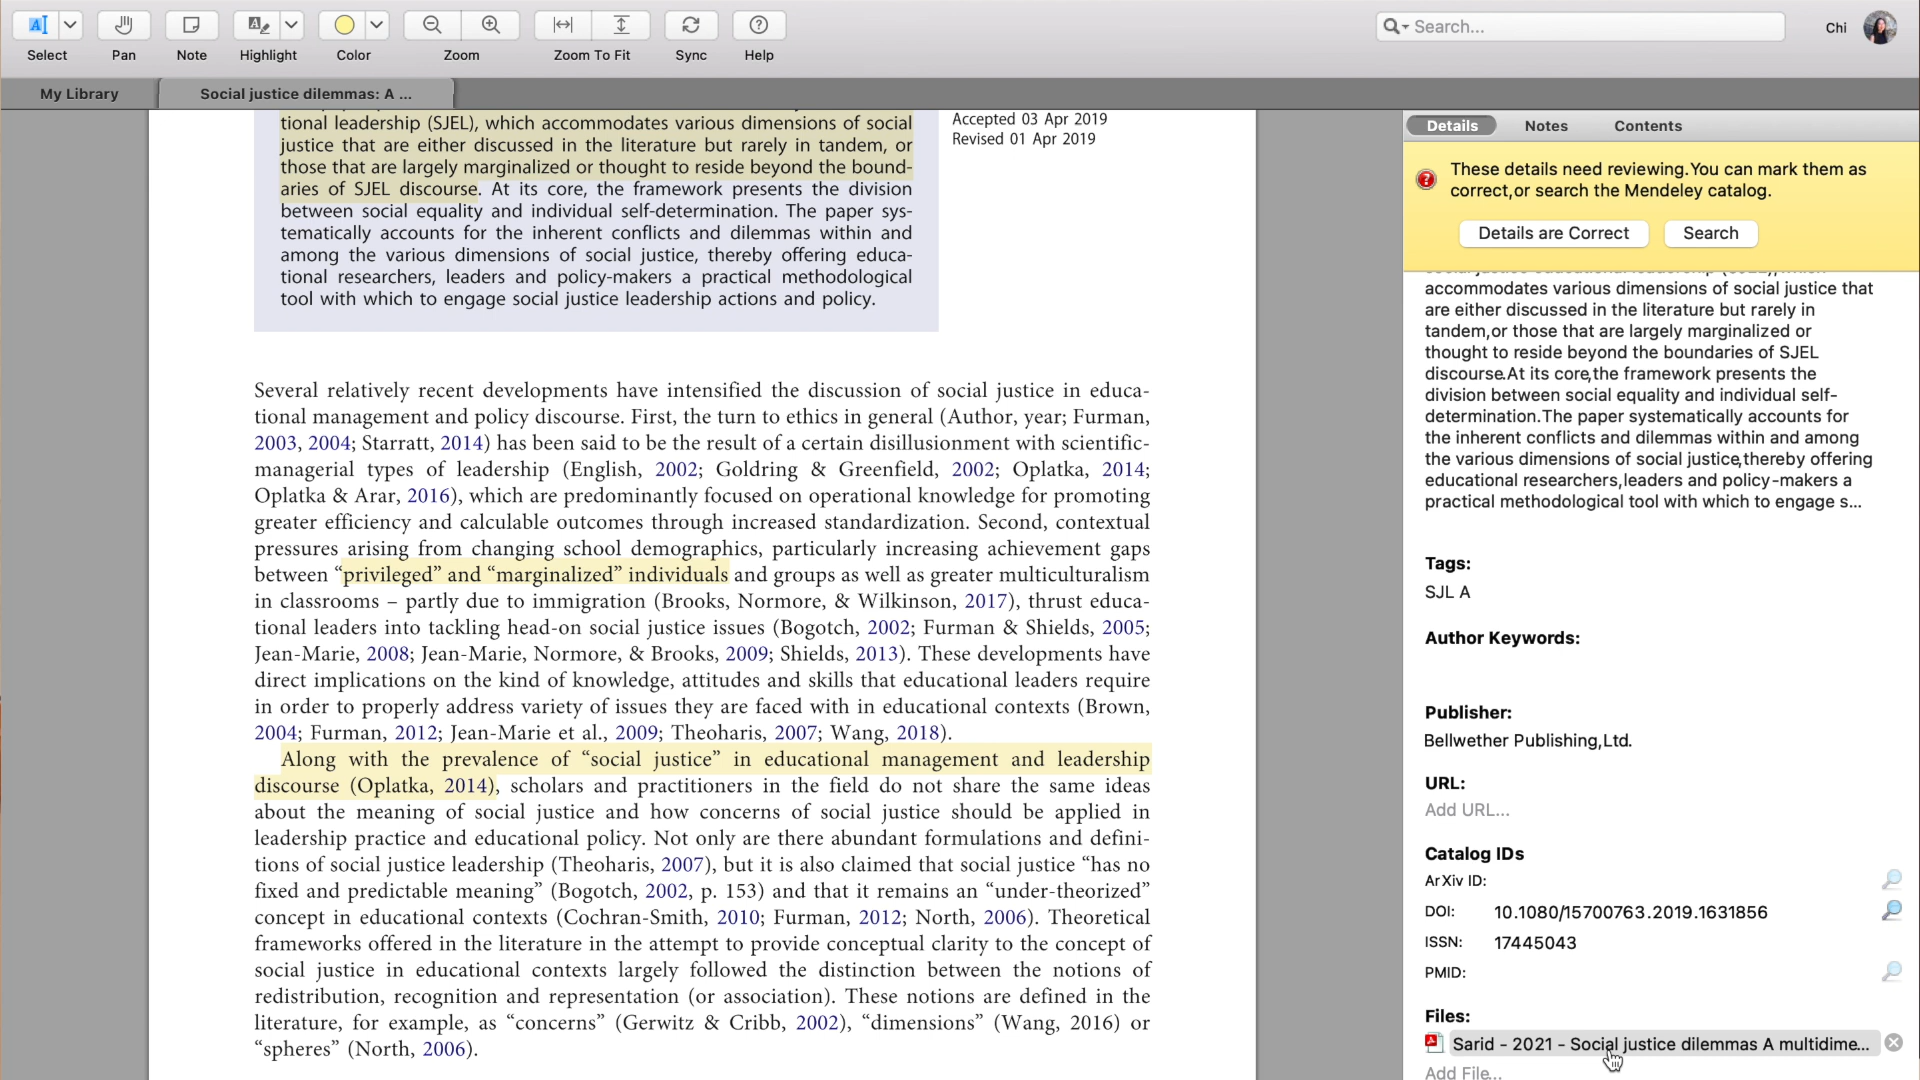 Select
Pan
Note
Highlight
Color
Zoom
Zoom To Fit
Sync
Help
Search...
Chi
My Library
Social justice dilemmas: A ...
tional leadership (SJEL), which accommodates various dimensions of social
justice that are either discussed in the literature but rarely in tandem, or
those that are largely marginalized or thought to reside beyond the bound-
aries of SJEL discourse. At its core, the framework presents the division
between social equality and individual self-determination. The paper sys-
tematically accounts for the inherent conflicts and dilemmas within and
among the various dimensions of social justice, thereby offering educa-
tional researchers, leaders and policy-makers a practical methodological
tool with which to engage social justice leadership actions and policy.
Accepted 03 Apr 2019
Revised 01 Apr 2019
Several relatively recent developments have intensified the discussion of social justice in educa-
tional management and policy discourse. First, the turn to ethics in general (Author, year; Furman,
2003, 2004; Starratt, 2014) has been said to be the result of a certain disillusionment with scientific-
managerial types of leadership (English, 2002; Goldring & Greenfield, 2002; Oplatka, 2014;
Oplatka & Arar, 2016), which are predominantly focused on operational knowledge for promoting
greater efficiency and calculable outcomes through increased standardization. Second, contextual
pressures arising from changing school demographics, particularly increasing achievement gaps
between “privileged” and “marginalized” individuals and groups as well as greater multiculturalism
in classrooms – partly due to immigration (Brooks, Normore, & Wilkinson, 2017), thrust educa-
tional leaders into tackling head-on social justice issues (Bogotch, 2002; Furman & Shields, 2005;
Jean-Marie, 2008; Jean-Marie, Normore, & Brooks, 2009; Shields, 2013). These developments have
direct implications on the kind of knowledge, attitudes and skills that educational leaders require
in order to properly address variety of issues they are faced with in educational contexts (Brown,
2004; Furman, 2012; Jean-Marie et al., 2009; Theoharis, 2007; Wang, 2018).
Along with the prevalence of “social justice” in educational management and leadership
discourse (Oplatka, 2014), scholars and practitioners in the field do not share the same ideas
about the meaning of social justice and how concerns of social justice should be applied in
leadership practice and educational policy. Not only are there abundant formulations and defini-
tions of social justice leadership (Theoharis, 2007), but it is also claimed that social justice “has no
fixed and predictable meaning” (Bogotch, 2002, p. 153) and that it remains an “under-theorized”
concept in educational contexts (Cochran-Smith, 2010; Furman, 2012; North, 2006). Theoretical
frameworks offered in the literature in the attempt to provide conceptual clarity to the concept of
social justice in educational contexts largely followed the distinction between the notions of
redistribution, recognition and representation (or association). These notions are defined in the
literature, for example, as “concerns” (Gerwitz & Cribb, 2002), “dimensions” (Wang, 2016) or
“spheres” (North, 2006).
Details
Notes
Contents
These details need reviewing.You can mark them as
correct,or search the Mendeley catalog.
Details are Correct
Search
accommodates various dimensions of social justice that
are either discussed in the literature but rarely in
tandem,or those that are largely marginalized or
thought to reside beyond the boundaries of SJEL
discourse.At its core,the framework presents the
division between social equality and individual self-
determination.The paper systematically accounts for
the inherent conflicts and dilemmas within and among
the various dimensions of social justice,thereby offering
educational researchers,leaders and policy-makers a
practical methodological tool with which to engage s...
Tags:
SJL A
Author Keywords:
Publisher:
Bellwether Publishing,Ltd.
URL:
Add URL...
Catalog IDs
ArXiv ID:
DOI: 10.1080/15700763.2019.1631856
ISSN: 17445043
PMID:
Files:
Sarid - 2021 - Social justice dilemmas A multidime...
Add File...